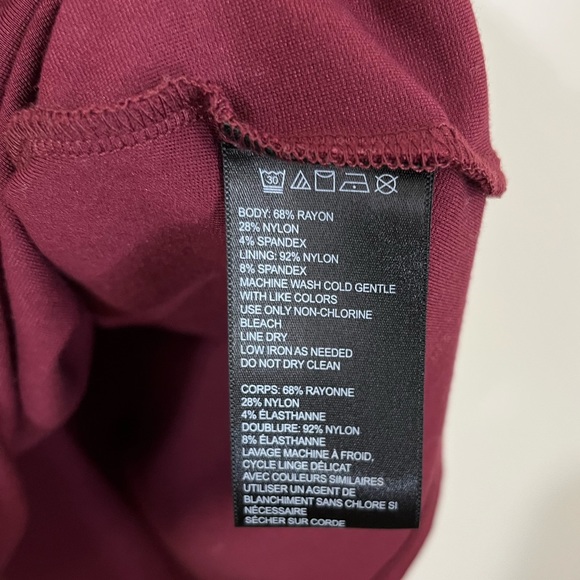 30
BODY: 68% RAYON
28% NYLON
4% SPANDEX
LINING: 92% NYLON
8% SPANDEX
MACHINE WASH COLD GENTLE
WITH LIKE COLORS
USE ONLY NON-CHLORINE
BLEACH
LINE DRY
LOW IRON AS NEEDED
DO NOT DRY CLEAN
CORPS: 68% RAYONNE
28% NYLON
4% ÉLASTHANNE
DOUBLURE: 92% NYLON
8% ÉLASTHANNE
LAVAGE MACHINE À FROID,
CYCLE LINGE DÉLICAT
AVEC COULEURS SIMILAIRES
UTILISER UN AGENT DE
BLANCHIMENT SANS CHLORE SI
NÉCESSAIRE
SÉCHER SUR CORDE